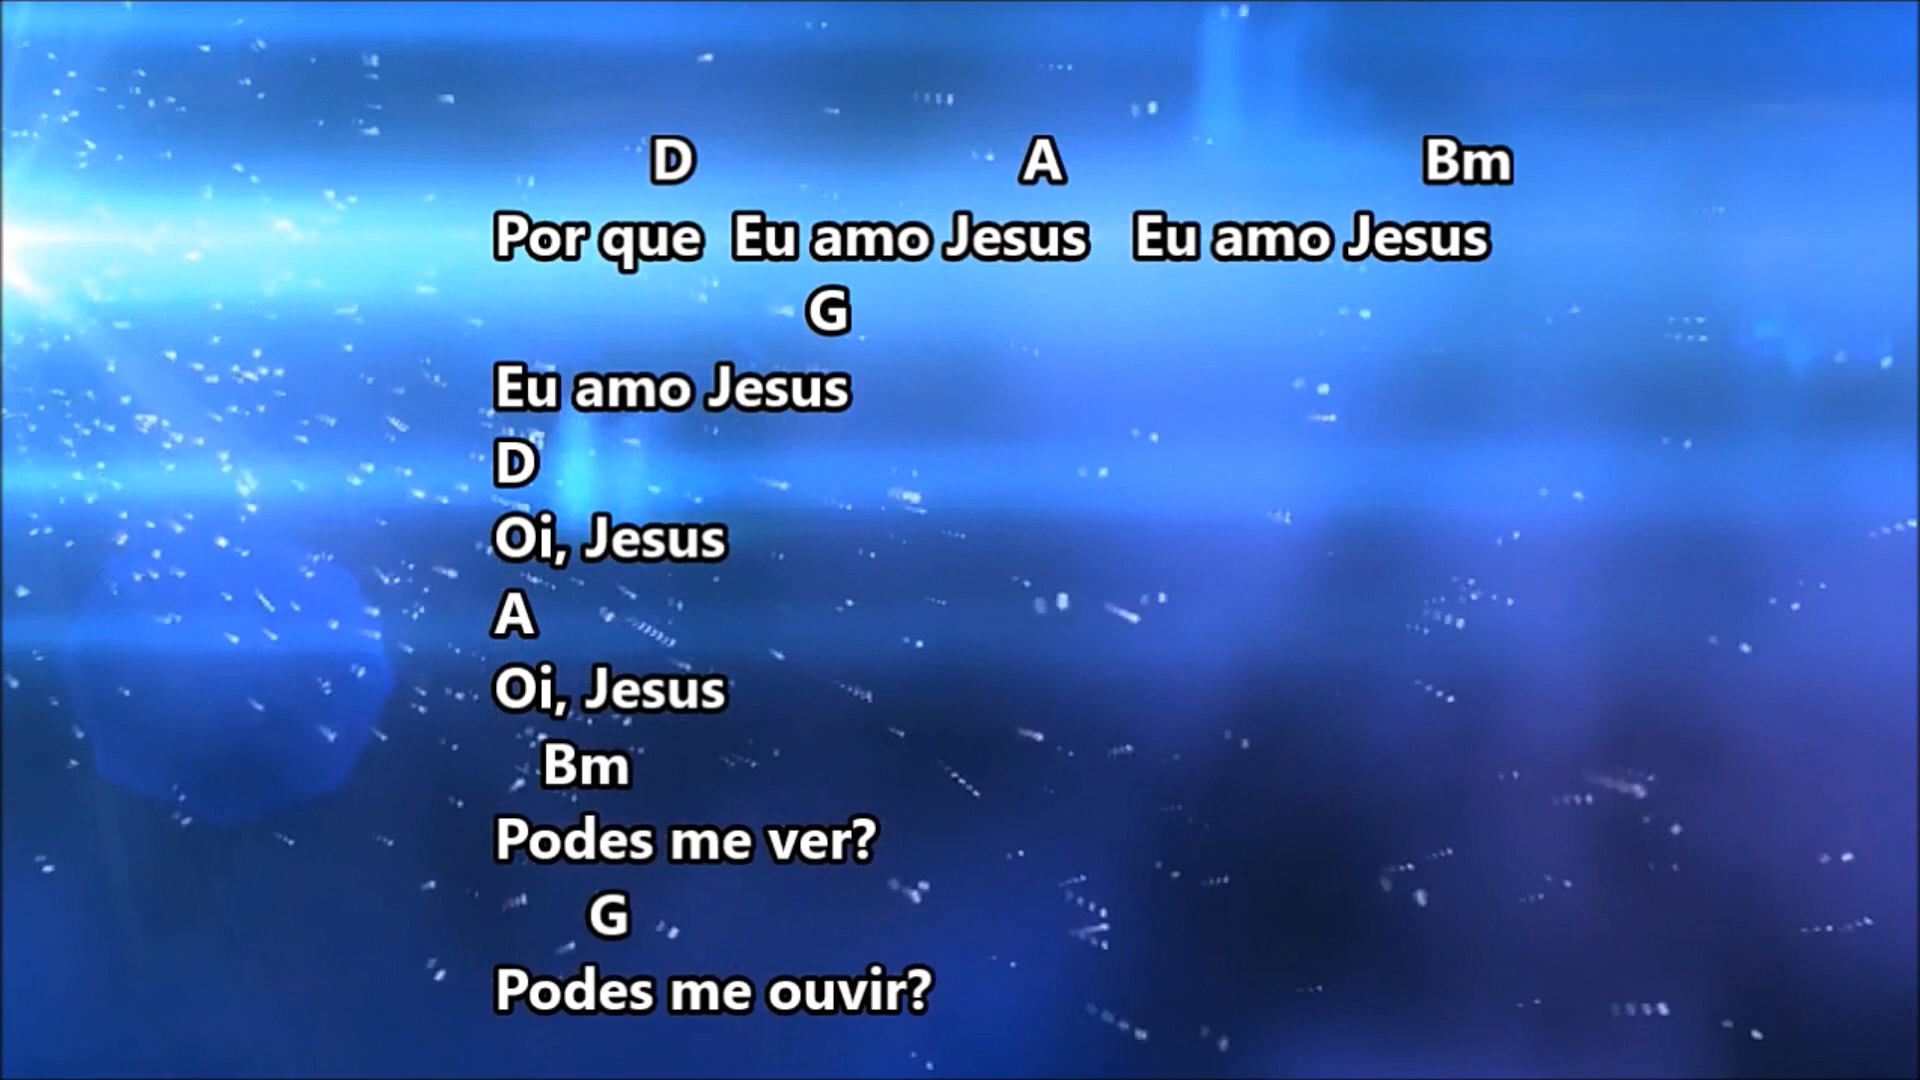 D A Bm
Por que Eu amo Jesus Eu amo Jesus
G
Eu amo Jesus
D
Oi, Jesus
A
Oi, Jesus
Bm
Podes me ver?
G
Podes me ouvir?